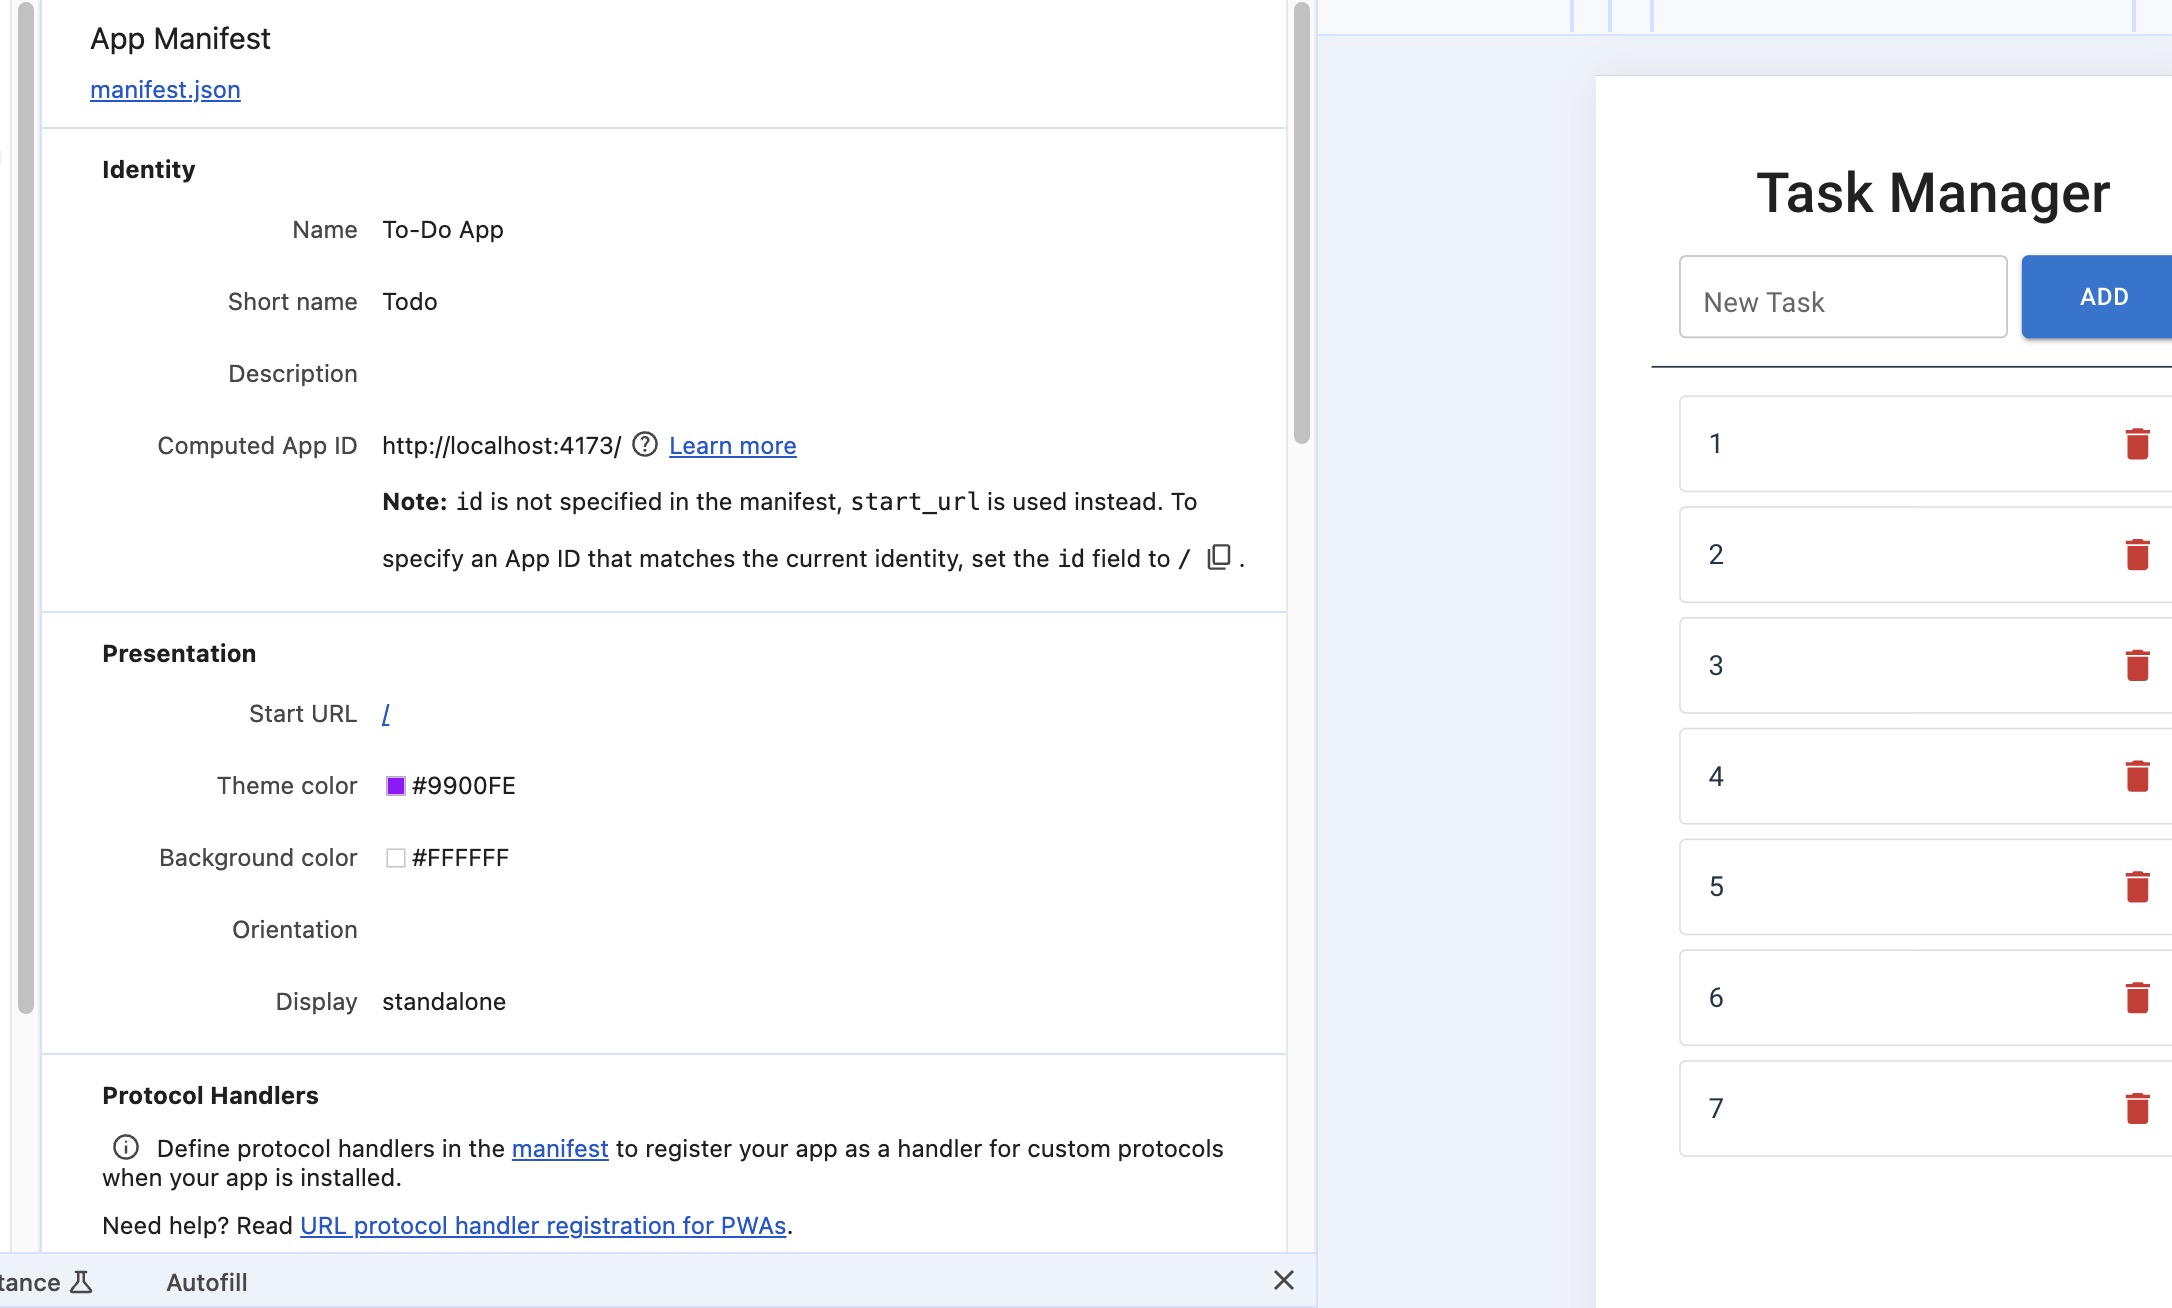 App Manifest
manifest.json
Identity
Name To-Do App
Short name Todo
Description
Computed App ID http://localhost:4173/ Learn more
Note: id is not specified in the manifest, start_url is used instead. To
specify an App ID that matches the current identity, set the id field to / .
Presentation
Start URL /
Theme color #9900FE
Background color #FFFFFF
Orientation
Display standalone
Protocol Handlers
Define protocol handlers in the manifest to register your app as a handler for custom protocols
when your app is installed.
Need help? Read URL protocol handler registration for PWAs.
tance Autofill
Task Manager
New Task ADD
1
2
3
4
5
6
7